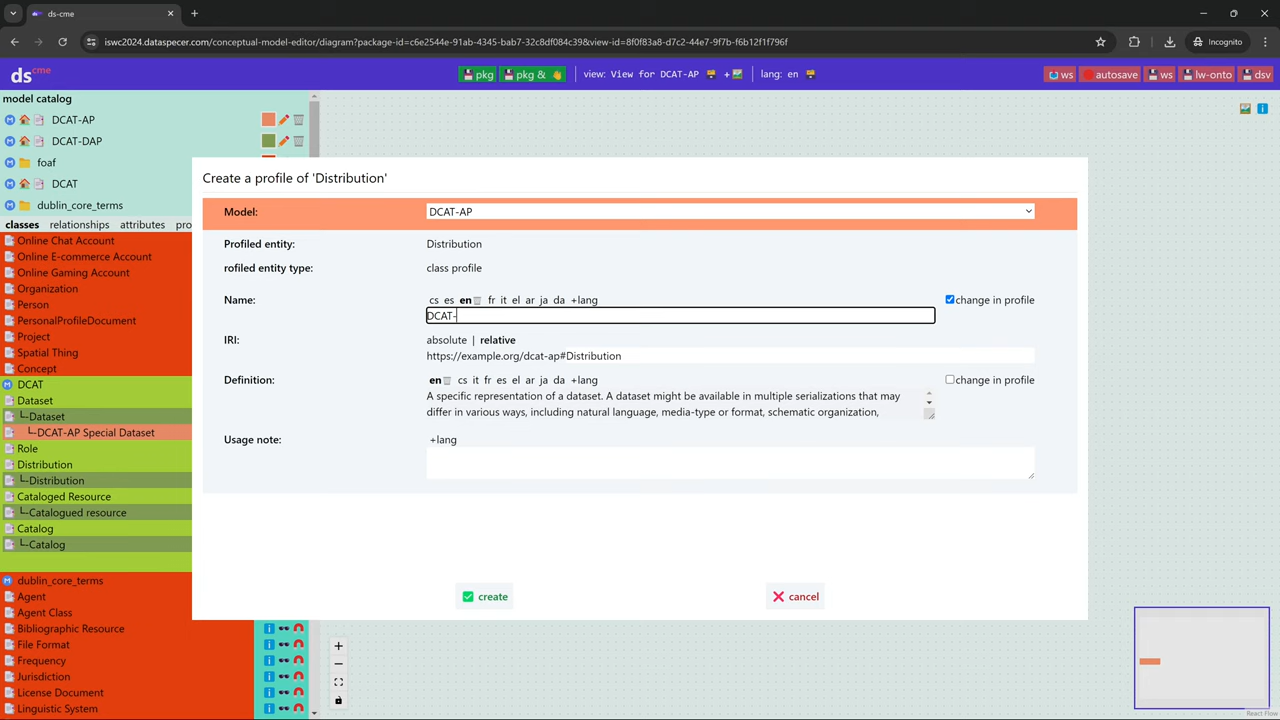 ds-cme
Incognito
iswc2024.dataspecer.com/conceptual-model-editor/diagram?package-id=c6e2544e-91ab-4345-bab7-32c8df084c39&view-id=8f0f83a8-d7c2-44e7-9f7b-f6b12f1f796f
ds cme
pkg
pkg &
view: View for DCAT-AP
lang: en
ws
autosave
ws
lw-onto
dsv
model catalog
DCAT-AP
DCAT-DAP
foaf
DCAT
dublin_core_terms
classes relationships attributes pro
Online Chat Account
Online E-commerce Account
Online Gaming Account
Organization
Person
PersonalProfileDocument
Project
Spatial Thing
Concept
DCAT
Dataset
Dataset
DCAT-AP Special Dataset
Role
Distribution
Distribution
Cataloged Resource
Catalogued resource
Catalog
Catalog
dublin_core_terms
Agent
Agent Class
Bibliographic Resource
File Format
Frequency
Jurisdiction
License Document
Linguistic System
Create a profile of 'Distribution'
Model: DCAT-AP
Profiled entity: Distribution
rofiled entity type: class profile
Name: cs es en fr it el ar ja da +lang change in profile
DCAT-
IRI: absolute | relative
https://example.org/dcat-ap#Distribution
Definition: en cs it fr es el ar ja da +lang change in profile
A specific representation of a dataset. A dataset might be available in multiple serializations that may
differ in various ways, including natural language, media-type or format, schematic organization,
Usage note: +lang
create
cancel
React Flow